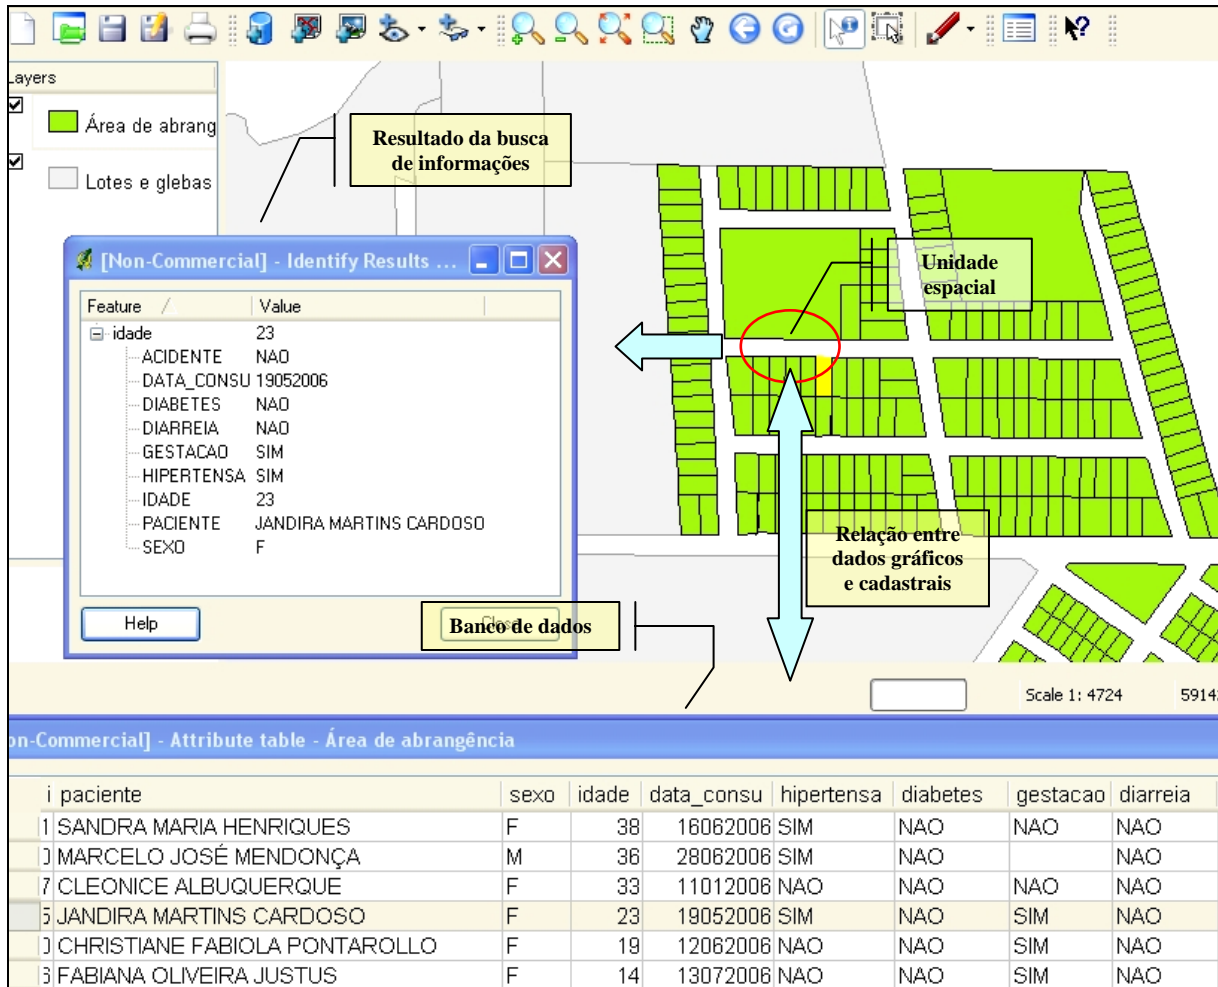 Layers
Área de abrang
Lotes e glebas
Resultado da busca
de informações
Unidade
espacial
[Non-Commercial] - Identify Results ...
Feature Value
idade 23
ACIDENTE NAO
DATA_CONSU 19052006
DIABETES NAO
DIARREIA NAO
GESTACAO SIM
HIPERTENSA SIM
IDADE 23
PACIENTE JANDIRA MARTINS CARDOSO
SEXO F
Help
Close
Relação entre
dados gráficos
e cadastrais
Banco de dados
Scale 1: 4724 5914
on-Commercial] - Attribute table - Área de abrangência
i paciente sexo idade data_consu hipertensa diabetes gestacao diarreia
1 SANDRA MARIA HENRIQUES F 38 16062006 SIM NAO NAO NAO
MARCELO JOSÉ MENDONÇA M 36 28062006 SIM NAO NAO
7 CLEONICE ALBUQUERQUE F 33 11012006 NAO NAO NAO NAO
5 JANDIRA MARTINS CARDOSO F 23 19052006 SIM NAO SIM NAO
CHRISTIANE FABIOLA PONTAROLLO F 19 12062006 NAO NAO SIM NAO
FABIANA OLIVEIRA JUSTUS F 14 13072006 NAO NAO SIM NAO